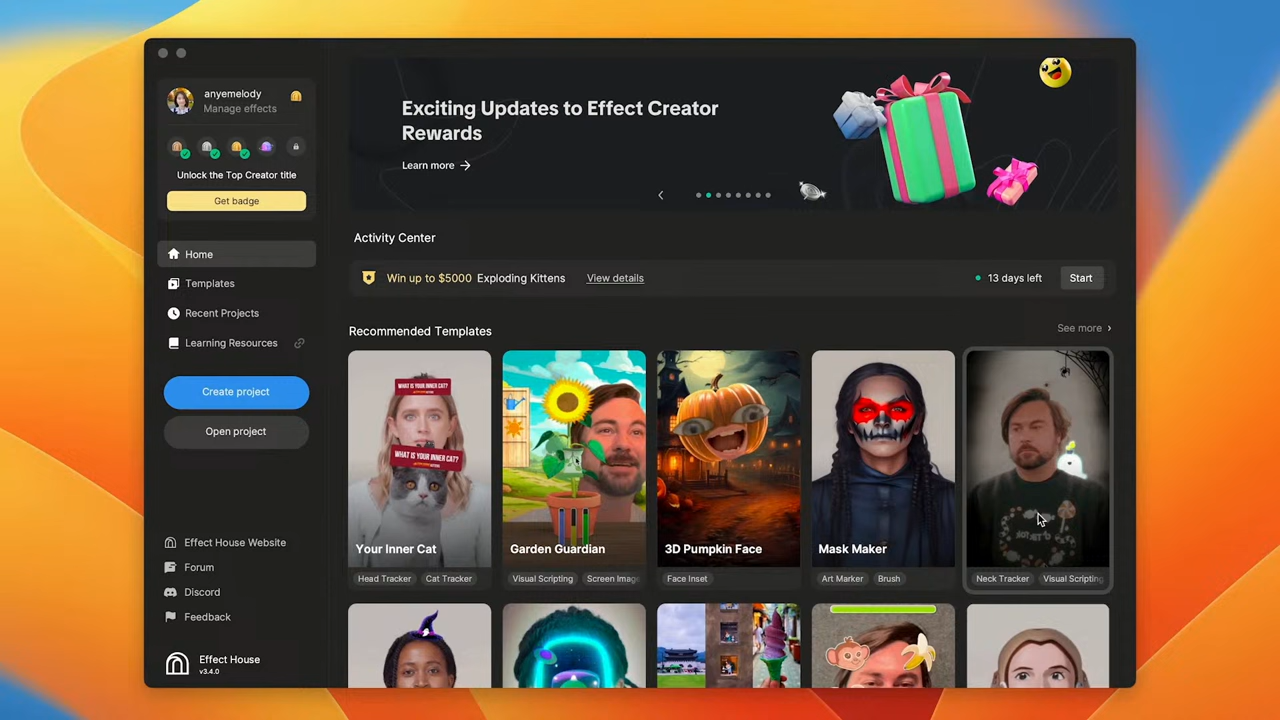 anyemelody
Manage effects
Unlock the Top Creator title
Get badge
Home
Templates
Recent Projects
Learning Resources
Create project
Open project
Effect House Website
Forum
Discord
Feedback
Effect House
v3.4.0
Exciting Updates to Effect Creator
Rewards
Learn more
Activity Center
Win up to $5000 Exploding Kittens View details 13 days left Start
Recommended Templates
See more
WHAT IS YOUR INNER CAT?
WHAT IS YOUR INNER CAT?
Your Inner Cat
Head Tracker Cat Tracker
Garden Guardian
Visual Scripting Screen Image
3D Pumpkin Face
Face Inset
Mask Maker
Art Marker Brush
Neck Tracker Visual Scripting